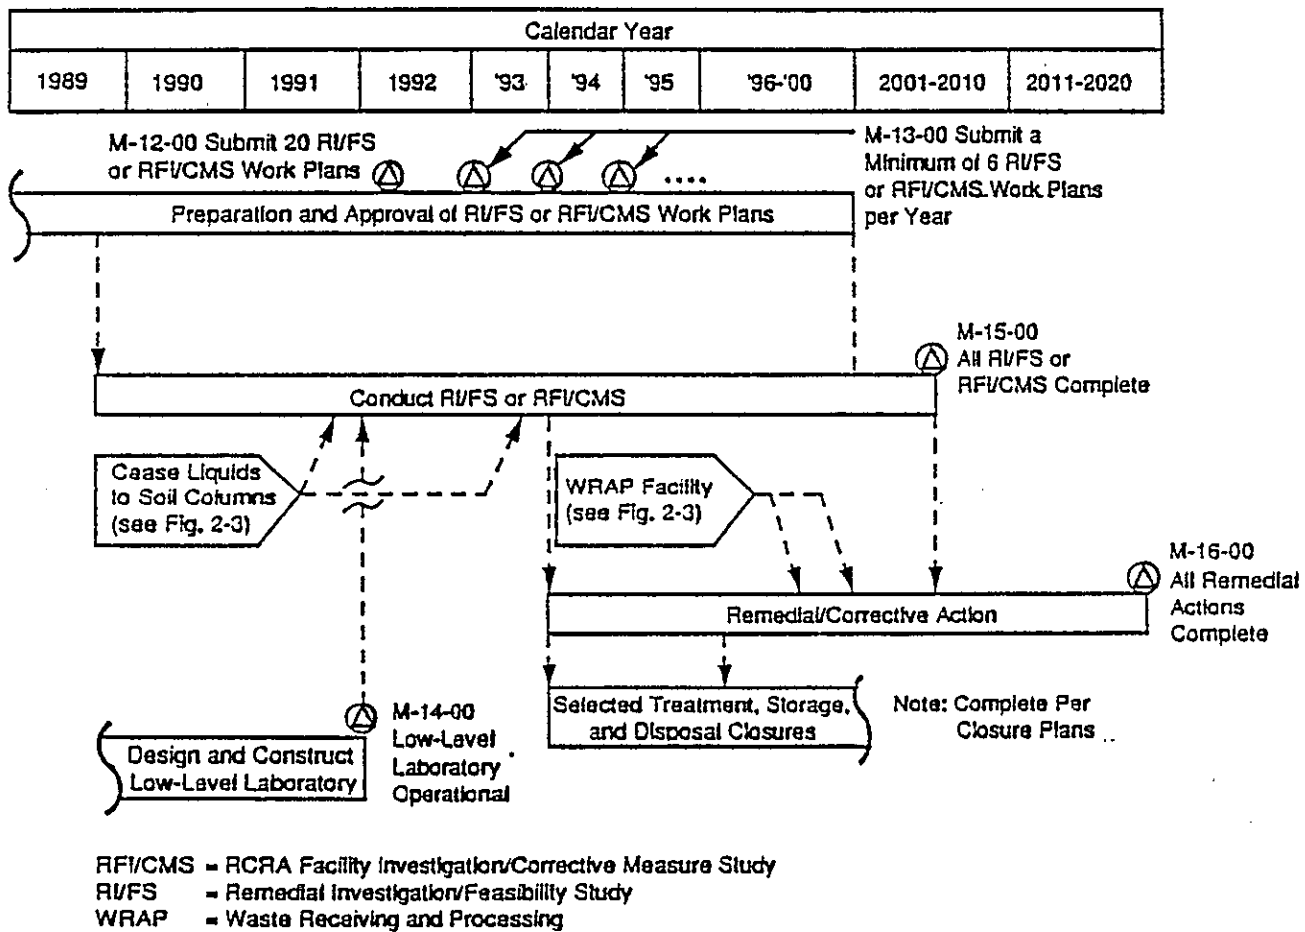 Calendar Year
1989 1990 1991 1992 '93 '94 '95 '96-'00 2001-2010 2011-2020
M-12-00 Submit 20 RI/FS
or RFI/CMS Work Plans
M-13-00 Submit a
Minimum of 6 RI/FS
or RFI/CMS Work Plans
per Year
Preparation and Approval of RI/FS or RFI/CMS Work Plans
M-15-00
All RI/FS or
RFI/CMS Complete
Conduct RI/FS or RFI/CMS
Cease Liquids
to Soil Columns
(see Fig. 2-3)
WRAP Facility
(see Fig. 2-3)
M-16-00
All Remedial
Actions
Complete
Remedial/Corrective Action
Selected Treatment, Storage,
and Disposal Closures
Note: Complete Per
Closure Plans
M-14-00
Low-Level
Laboratory
Operational
Design and Construct
Low-Level Laboratory
RFI/CMS = RCRA Facility Investigation/Corrective Measure Study
RI/FS = Remedial Investigation/Feasibility Study
WRAP = Waste Receiving and Processing